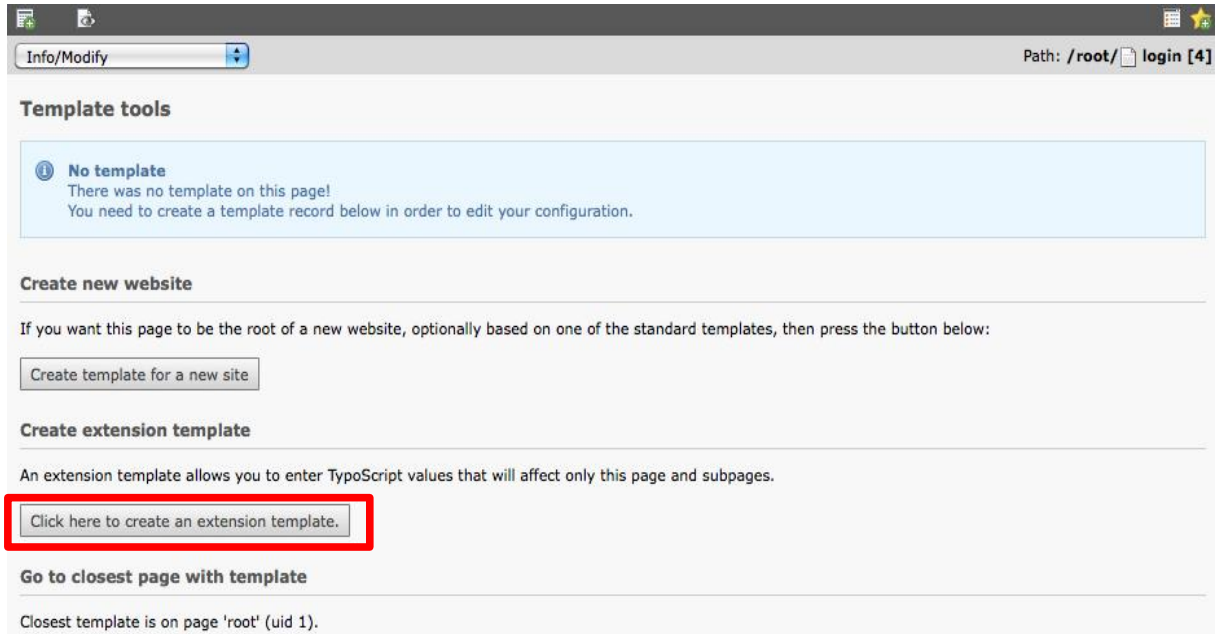 Info/Modify
Path: /root/ login [4]
Template tools
No template
There was no template on this page!
You need to create a template record below in order to edit your configuration.
Create new website
If you want this page to be the root of a new website, optionally based on one of the standard templates, then press the button below:
Create template for a new site
Create extension template
An extension template allows you to enter TypoScript values that will affect only this page and subpages.
Click here to create an extension template.
Go to closest page with template
Closest template is on page 'root' (uid 1).